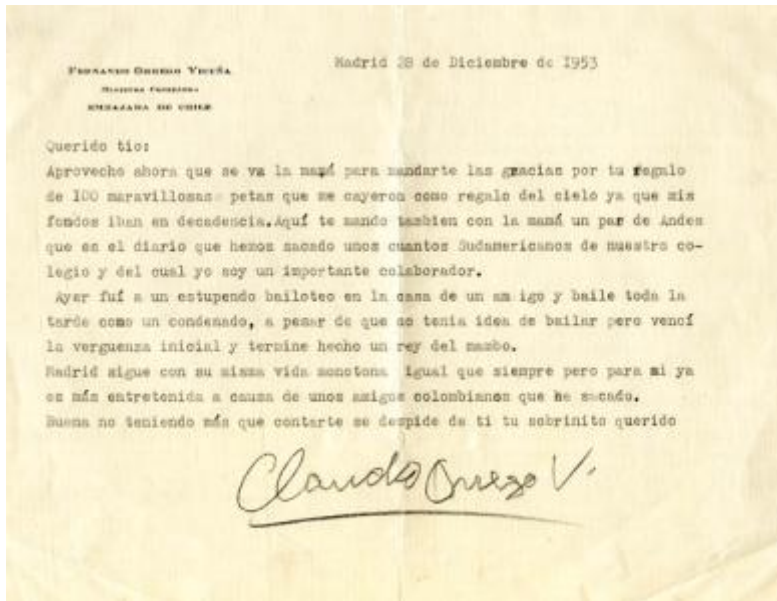 Madrid 28 de Diciembre de 1953
FERNANDO ORREGO VICUÑA
MINISTRO CONSEJERO
EMBAJADA DE CHILE
Querido tio:
Aprovecho ahora que se va la mamá para mandarte las gracias por tu regalo
de 100 maravillosas petas que me cayeron como regalo del cielo ya que mis
fondos iban en decadencia.Aquí te mando tambien con la mamá un par de Andes
que es el diario que hemos sacado unos cuantos Sudamericanos de nuestro co-
legio y del cual yo soy un importante colaborador.
Ayer fuí a un estupendo bailoteo en la casa de un am igo y baile toda la
tarde como un condenado, a pesar de que no tenia idea de bailar pero vencí
la verguenza inicial y termine hecho un rey del mambo.
Madrid sigue con su misma vida monotona igual que siempre pero para mi ya
es más entretenida a causa de unos amigos colombianos que he sacado.
Buena no teniendo más que contarte se despide de ti tu sobrinito querido
Claudio Orrego V.